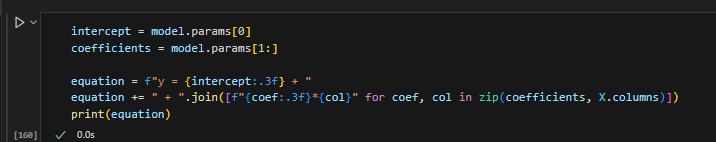 intercept = model.params[0]
coefficients = model.params[1:]
equation = f"y = {intercept:.3f} + "
equation += " + ".join([f"{coef:.3f}*{col}" for coef, col in zip(coefficients, X.columns)])
print(equation)
[160] ✓ 0.0s